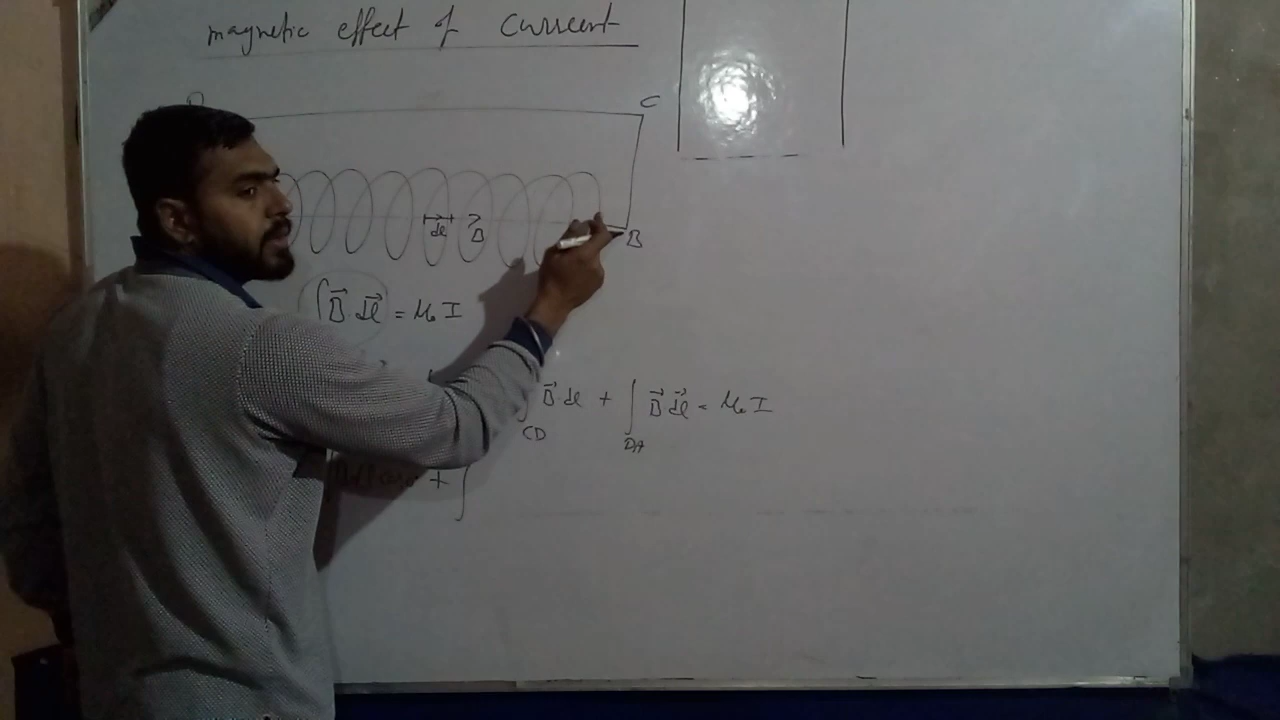 magnetic effect of current
D C
dl⃗ B⃗ B
∫ B⃗ dl⃗ = μ₀ I
∫CD B⃗ dl + ∫DA B⃗ dl⃗ = μ₀ I
+ ∫